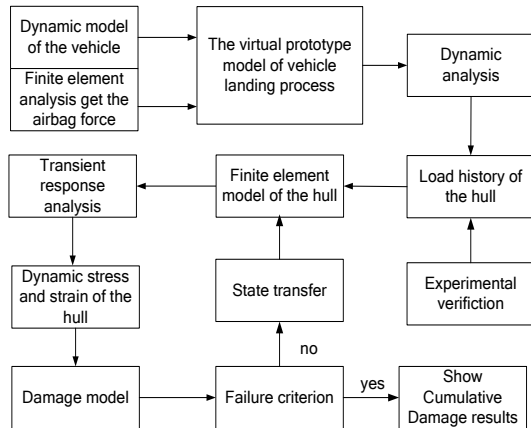 Dynamic model
of the vehicle
Finite element
analysis get the
airbag force
The virtual prototype
model of vehicle
landing process
Dynamic
analysis
Transient
response
analysis
Finite element
model of the hull
Load history of
the hull
Dynamic stress
and strain of the
hull
State transfer
Experimental
verifiction
no
Damage model
Failure criterion
yes
Show
Cumulative
Damage results